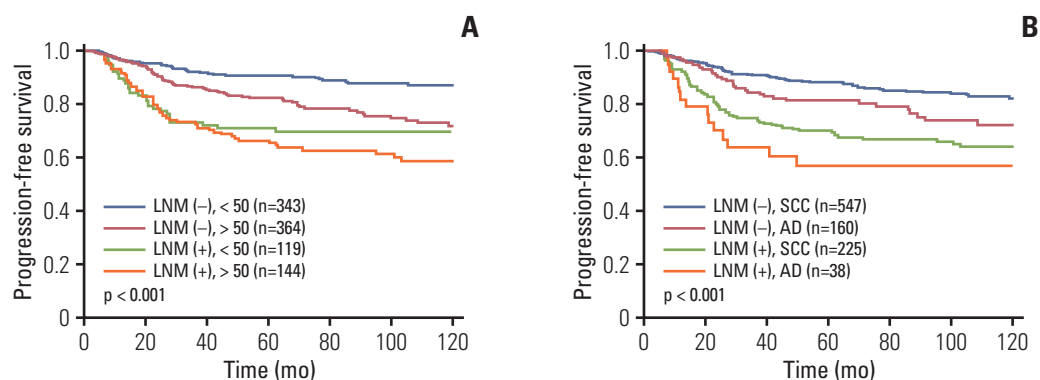 A
Progression-free survival
1.0
0.8
0.6
0.4
0.2
0
LNM (–), < 50 (n=343)
LNM (–), > 50 (n=364)
LNM (+), < 50 (n=119)
LNM (+), > 50 (n=144)
p < 0.001
0 20 40 60 80 100 120
Time (mo)
B
Progression-free survival
1.0
0.8
0.6
0.4
0.2
0
LNM (–), SCC (n=547)
LNM (–), AD (n=160)
LNM (+), SCC (n=225)
LNM (+), AD (n=38)
p < 0.001
0 20 40 60 80 100 120
Time (mo)